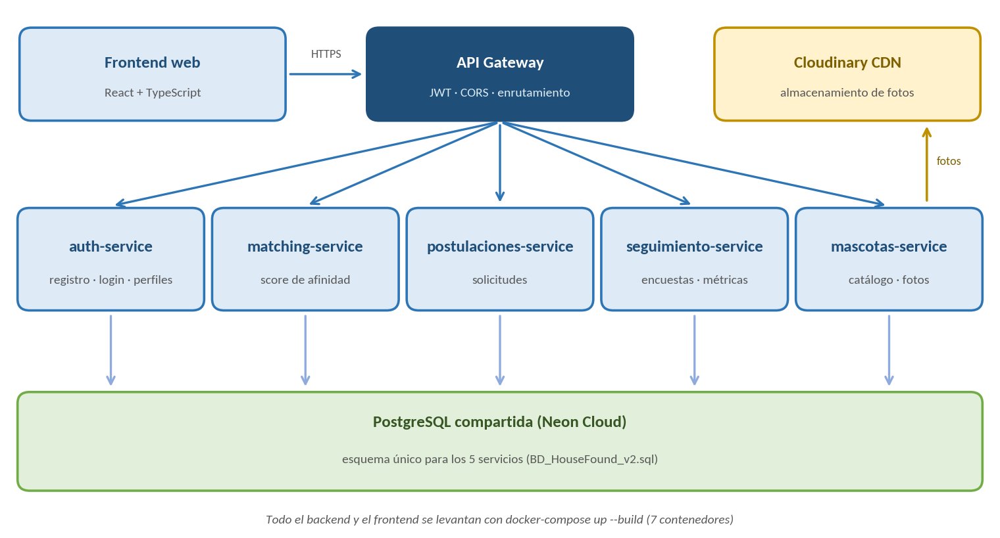 Frontend web
React + TypeScript
HTTPS
API Gateway
JWT · CORS · enrutamiento
Cloudinary CDN
almacenamiento de fotos
fotos
auth-service
registro · login · perfiles
matching-service
score de afinidad
postulaciones-service
solicitudes
seguimiento-service
encuestas · métricas
mascotas-service
catálogo · fotos
PostgreSQL compartida (Neon Cloud)
esquema único para los 5 servicios (BD_HouseFound_v2.sql)
Todo el backend y el frontend se levantan con docker-compose up --build (7 contenedores)